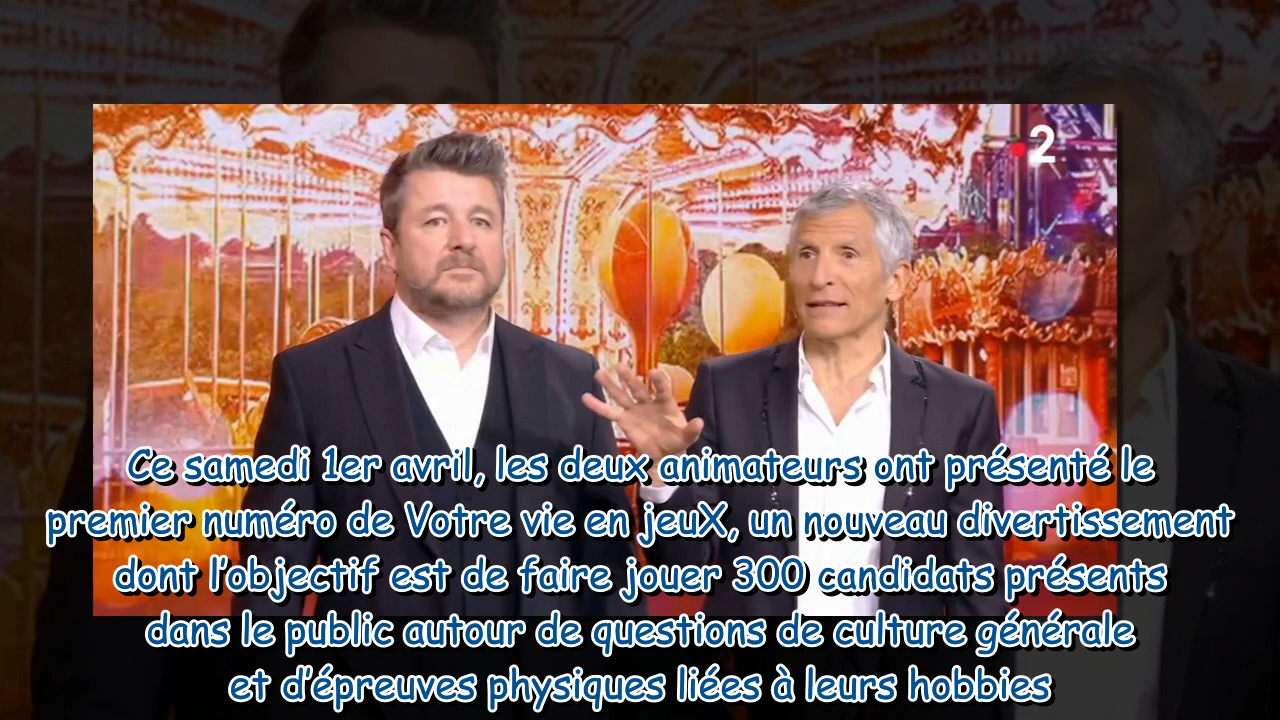 2
Ce samedi 1er avril, les deux animateurs ont présenté le
premier numéro de Votre vie en jeuX, un nouveau divertissement
dont l'objectif est de faire jouer 300 candidats présents
dans le public autour de questions de culture générale
et d'épreuves physiques liées à leurs hobbies